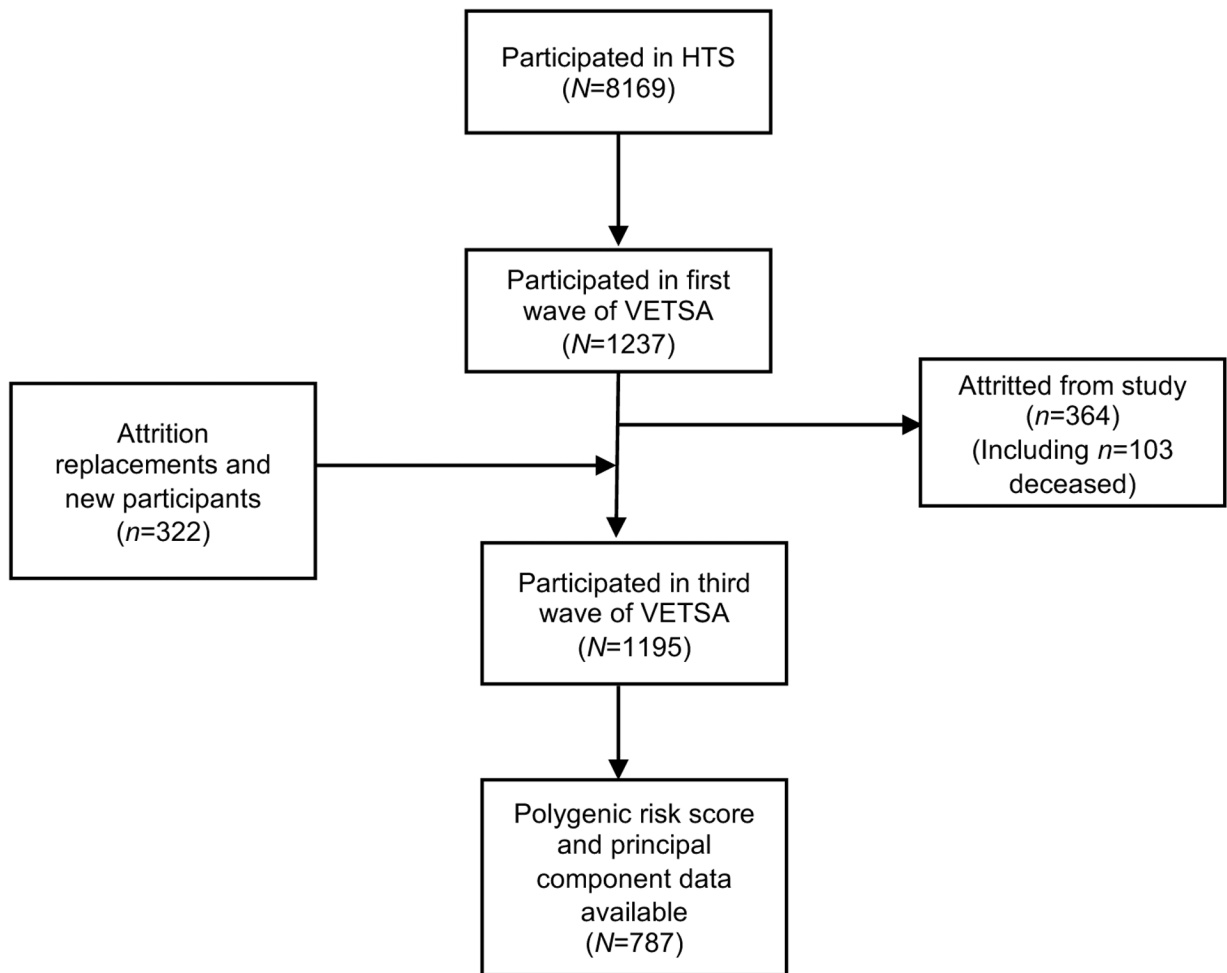 Participated in HTS
(N=8169)
Participated in first
wave of VETSA
(N=1237)
Attrited from study
(n=364)
(Including n=103
deceased)
Attrition
replacements and
new participants
(n=322)
Participated in third
wave of VETSA
(N=1195)
Polygenic risk score
and principal
component data
available
(N=787)